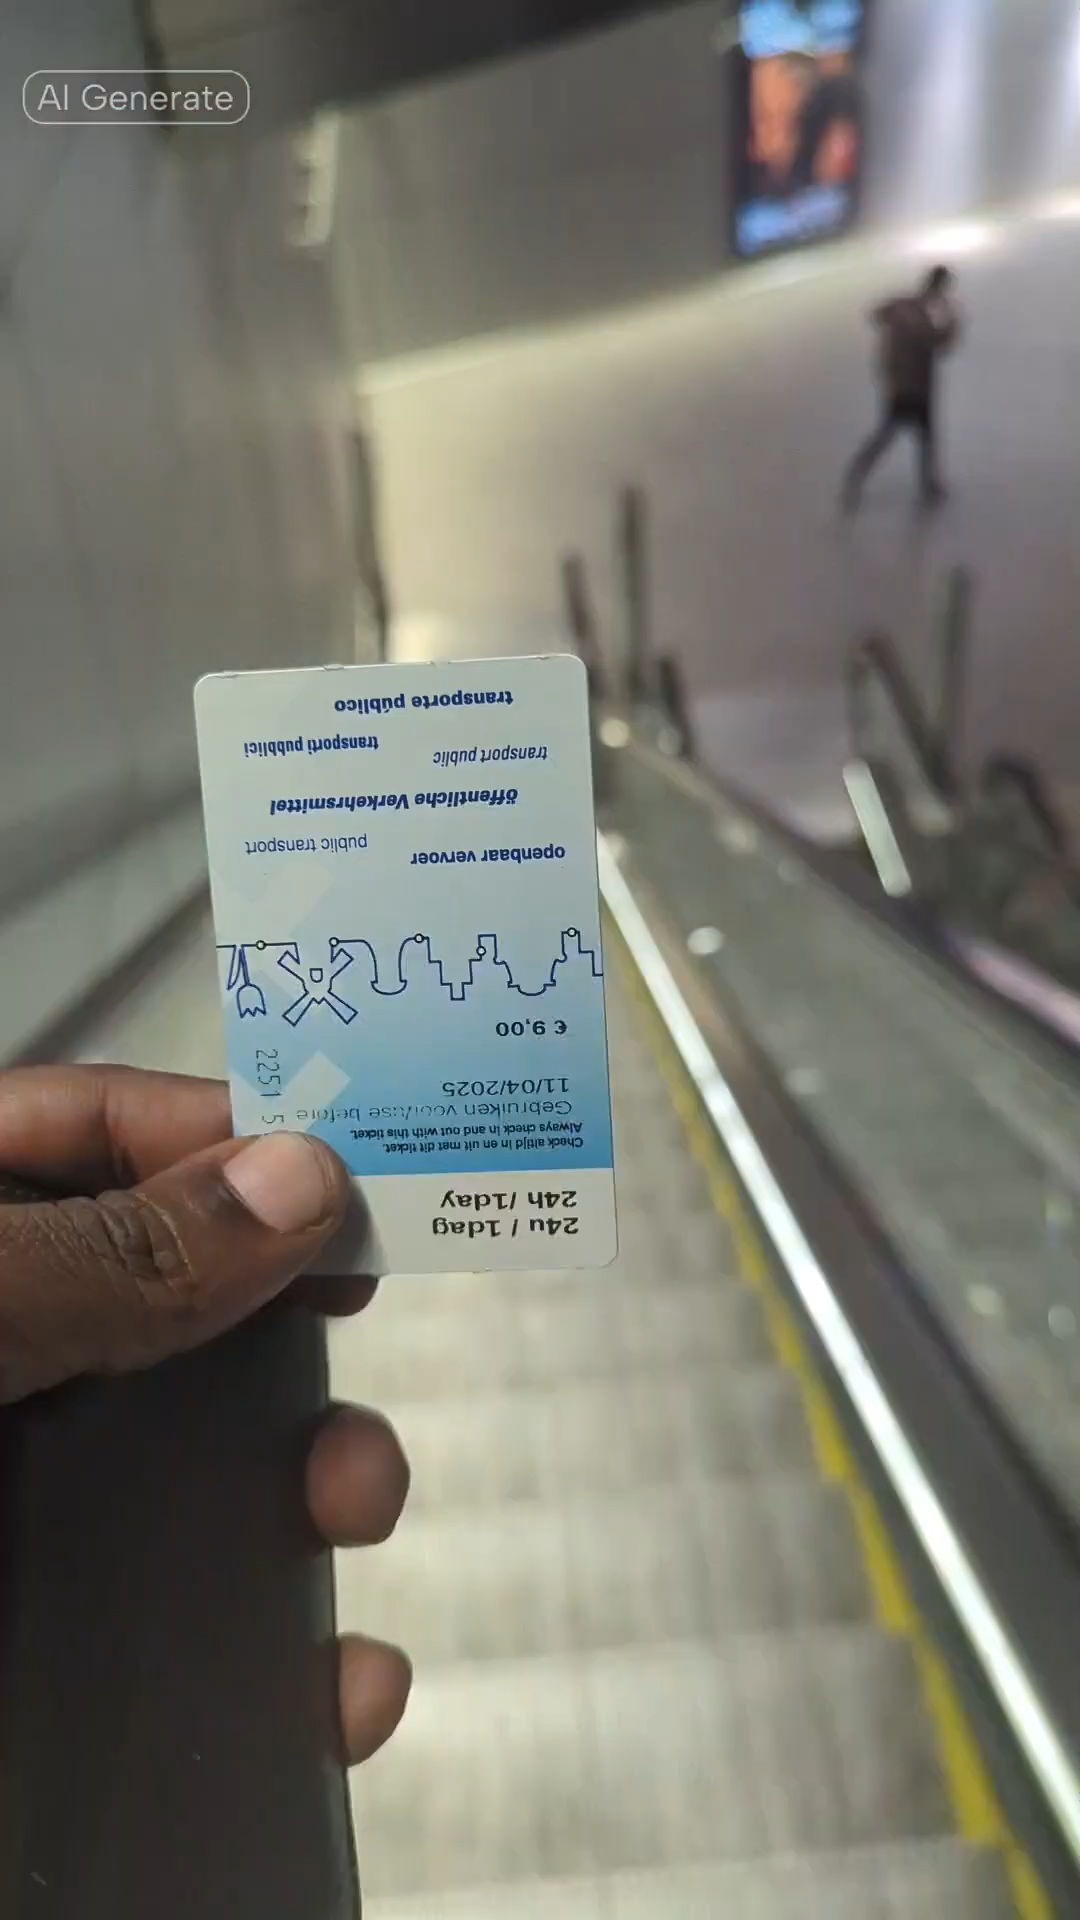 AI Generate
24u / 1dag
24h / 1day
Check altijd in en uit met dit ticket.
Always check in and out with this ticket.
Gebruiken voor/use before
11/04/2025
€ 9,00
openbaar vervoer
public transport
öffentliche Verkehrsmittel
transport public
transporti pubblici
transporte público
2251 5